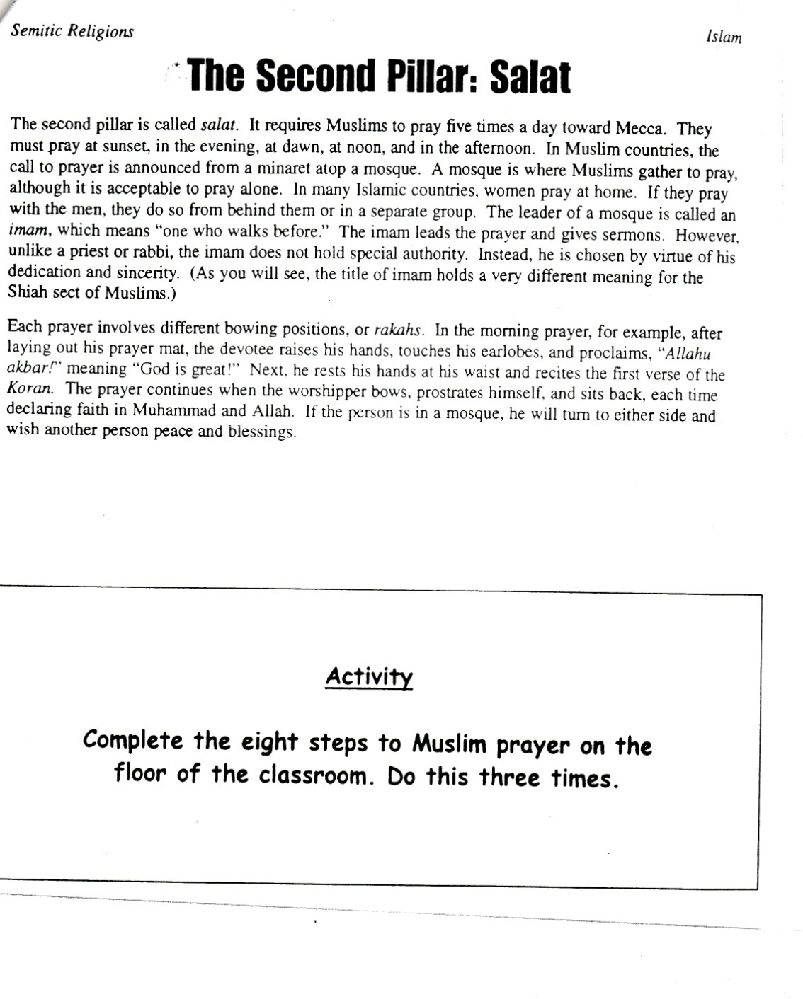 Semitic Religions
Islam
The Second Pillar: Salat
The second pillar is called salat. It requires Muslims to pray five times a day toward Mecca. They
must pray at sunset, in the evening, at dawn, at noon, and in the afternoon. In Muslim countries, the
call to prayer is announced from a minaret atop a mosque. A mosque is where Muslims gather to pray,
although it is acceptable to pray alone. In many Islamic countries, women pray at home. If they pray
with the men, they do so from behind them or in a separate group. The leader of a mosque is called an
imam, which means “one who walks before.” The imam leads the prayer and gives sermons. However,
unlike a priest or rabbi, the imam does not hold special authority. Instead, he is chosen by virtue of his
dedication and sincerity. (As you will see, the title of imam holds a very different meaning for the
Shiah sect of Muslims.)
Each prayer involves different bowing positions, or rakahs. In the morning prayer, for example, after
laying out his prayer mat, the devotee raises his hands, touches his earlobes, and proclaims, “Allahu
akbar!” meaning “God is great!” Next, he rests his hands at his waist and recites the first verse of the
Koran. The prayer continues when the worshipper bows, prostrates himself, and sits back, each time
declaring faith in Muhammad and Allah. If the person is in a mosque, he will turn to either side and
wish another person peace and blessings.
Activity
Complete the eight steps to Muslim prayer on the
floor of the classroom. Do this three times.